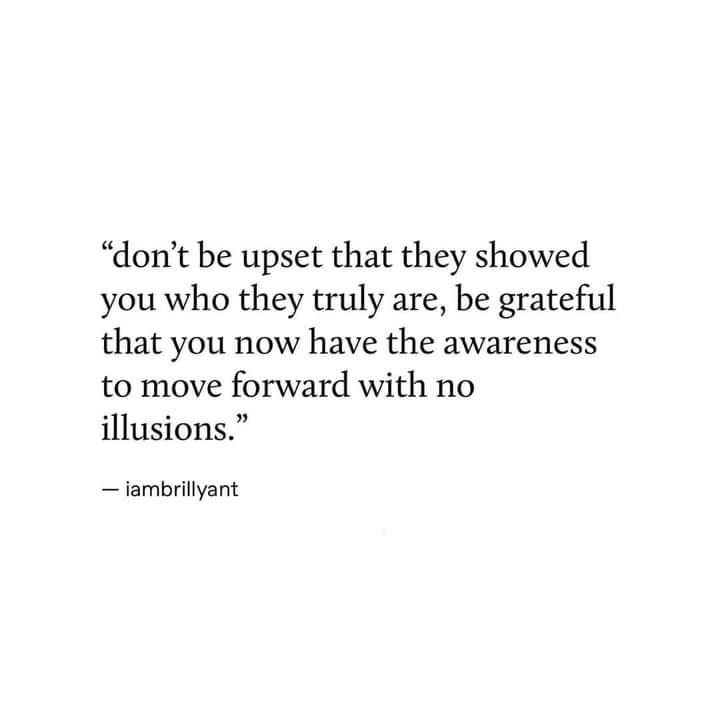 “don’t be upset that they showed
you who they truly are, be grateful
that you now have the awareness
to move forward with no
illusions.”
— iambrillyant